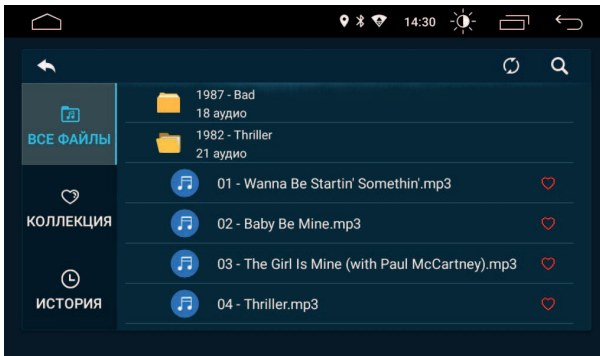 14:30
1987 - Bad
18 аудио
ВСЕ ФАЙЛЫ
1982 - Thriller
21 аудио
01 - Wanna Be Startin' Somethin'.mp3
КОЛЛЕКЦИЯ
02 - Baby Be Mine.mp3
03 - The Girl Is Mine (with Paul McCartney).mp3
ИСТОРИЯ
04 - Thriller.mp3